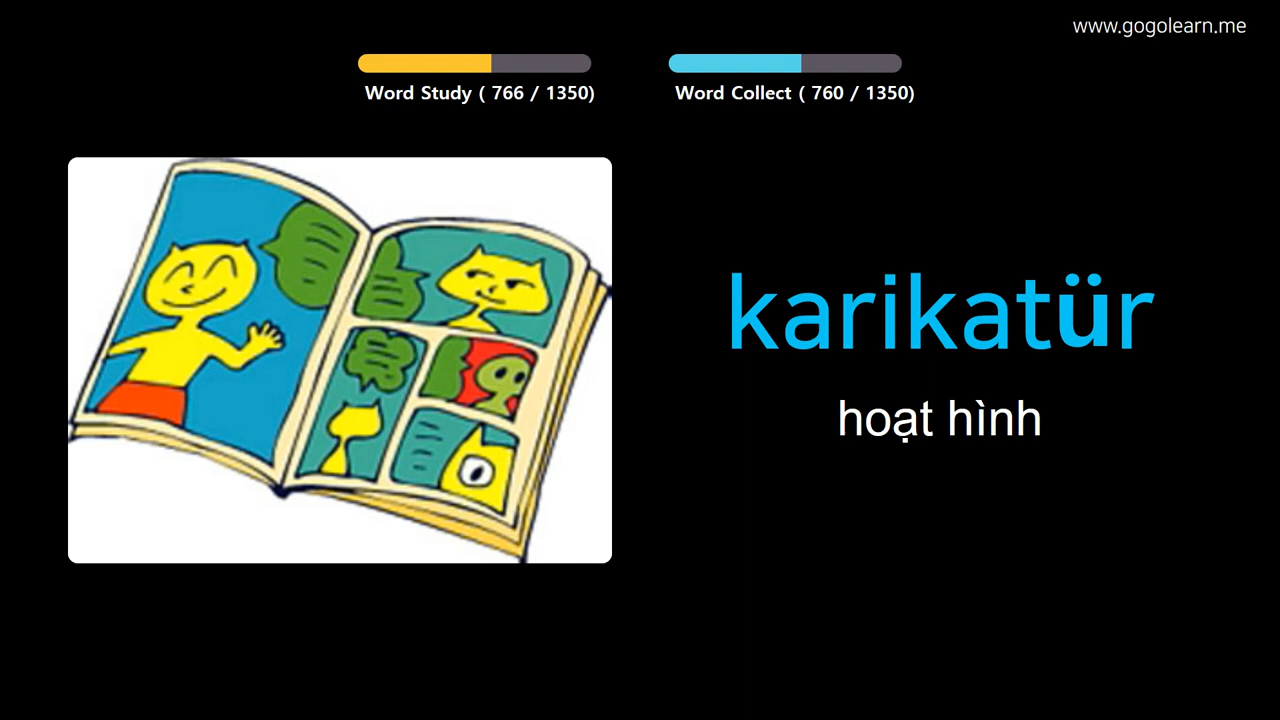 www.gogolearn.me
Word Study ( 766 / 1350)
Word Collect ( 760 / 1350)
karikatür
hoạt hình